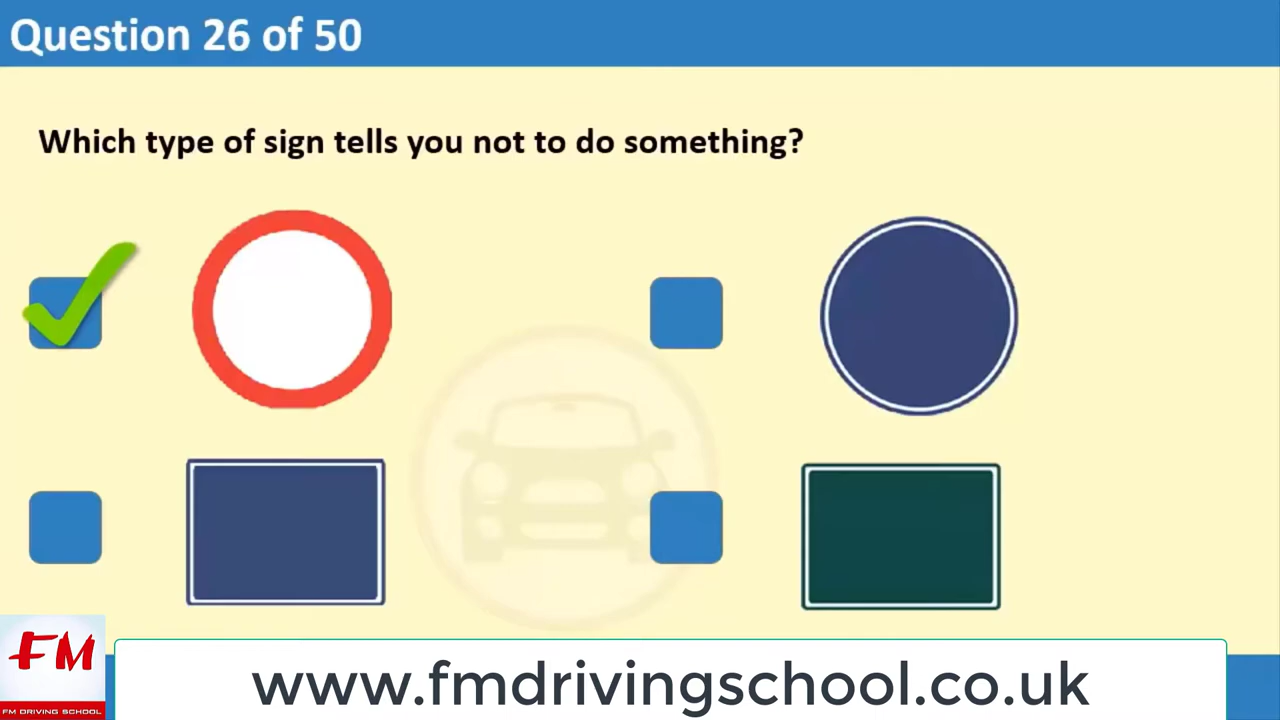 Question 26 of 50
Which type of sign tells you not to do something?
FM
FM DRIVING SCHOOL
www.fmdrivingschool.co.uk